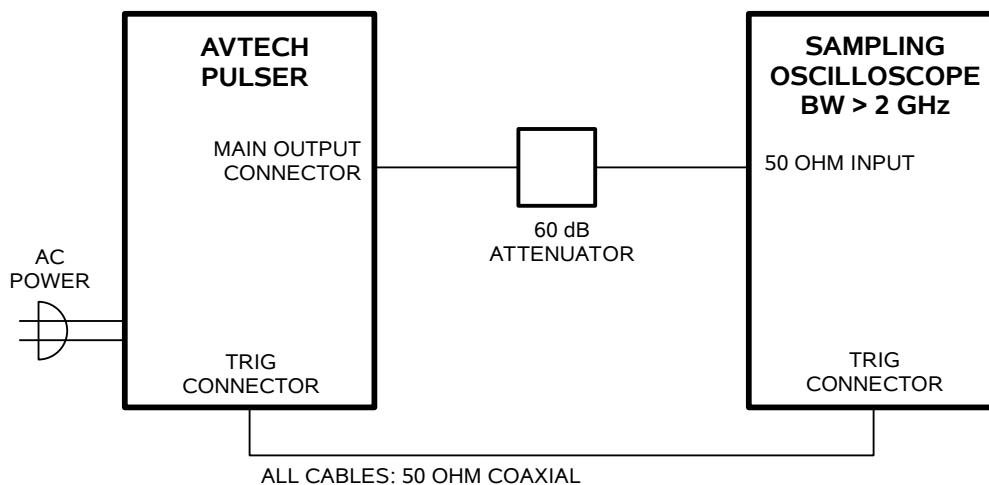 AVTECH
PULSER
SAMPLING
OSCILLOSCOPE
BW > 2 GHz
MAIN OUTPUT
CONNECTOR
50 OHM INPUT
60 dB
ATTENUATOR
AC
POWER
TRIG
CONNECTOR
TRIG
CONNECTOR
ALL CABLES: 50 OHM COAXIAL